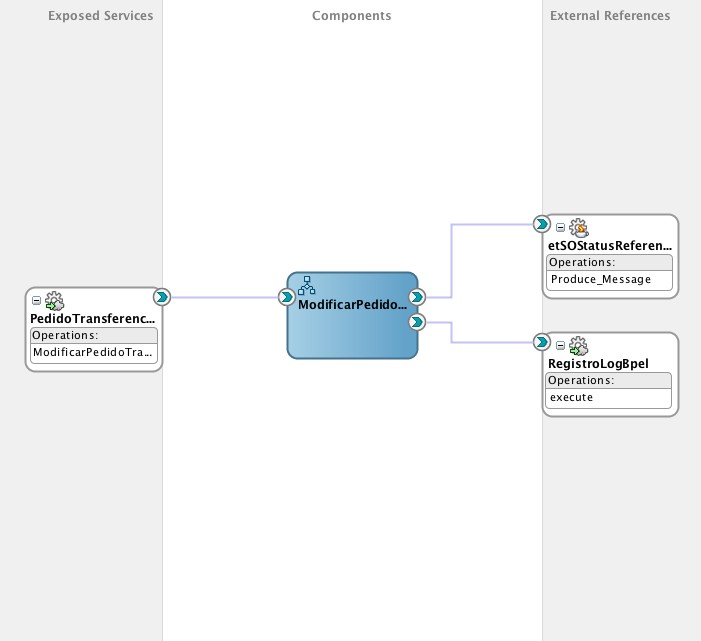 Exposed Services
Components
External References
etSOStatusReferen...
Operations:
Produce_Message
PedidoTransferenc...
Operations:
ModificarPedidoTra...
ModificarPedido...
RegistroLogBpel
Operations:
execute